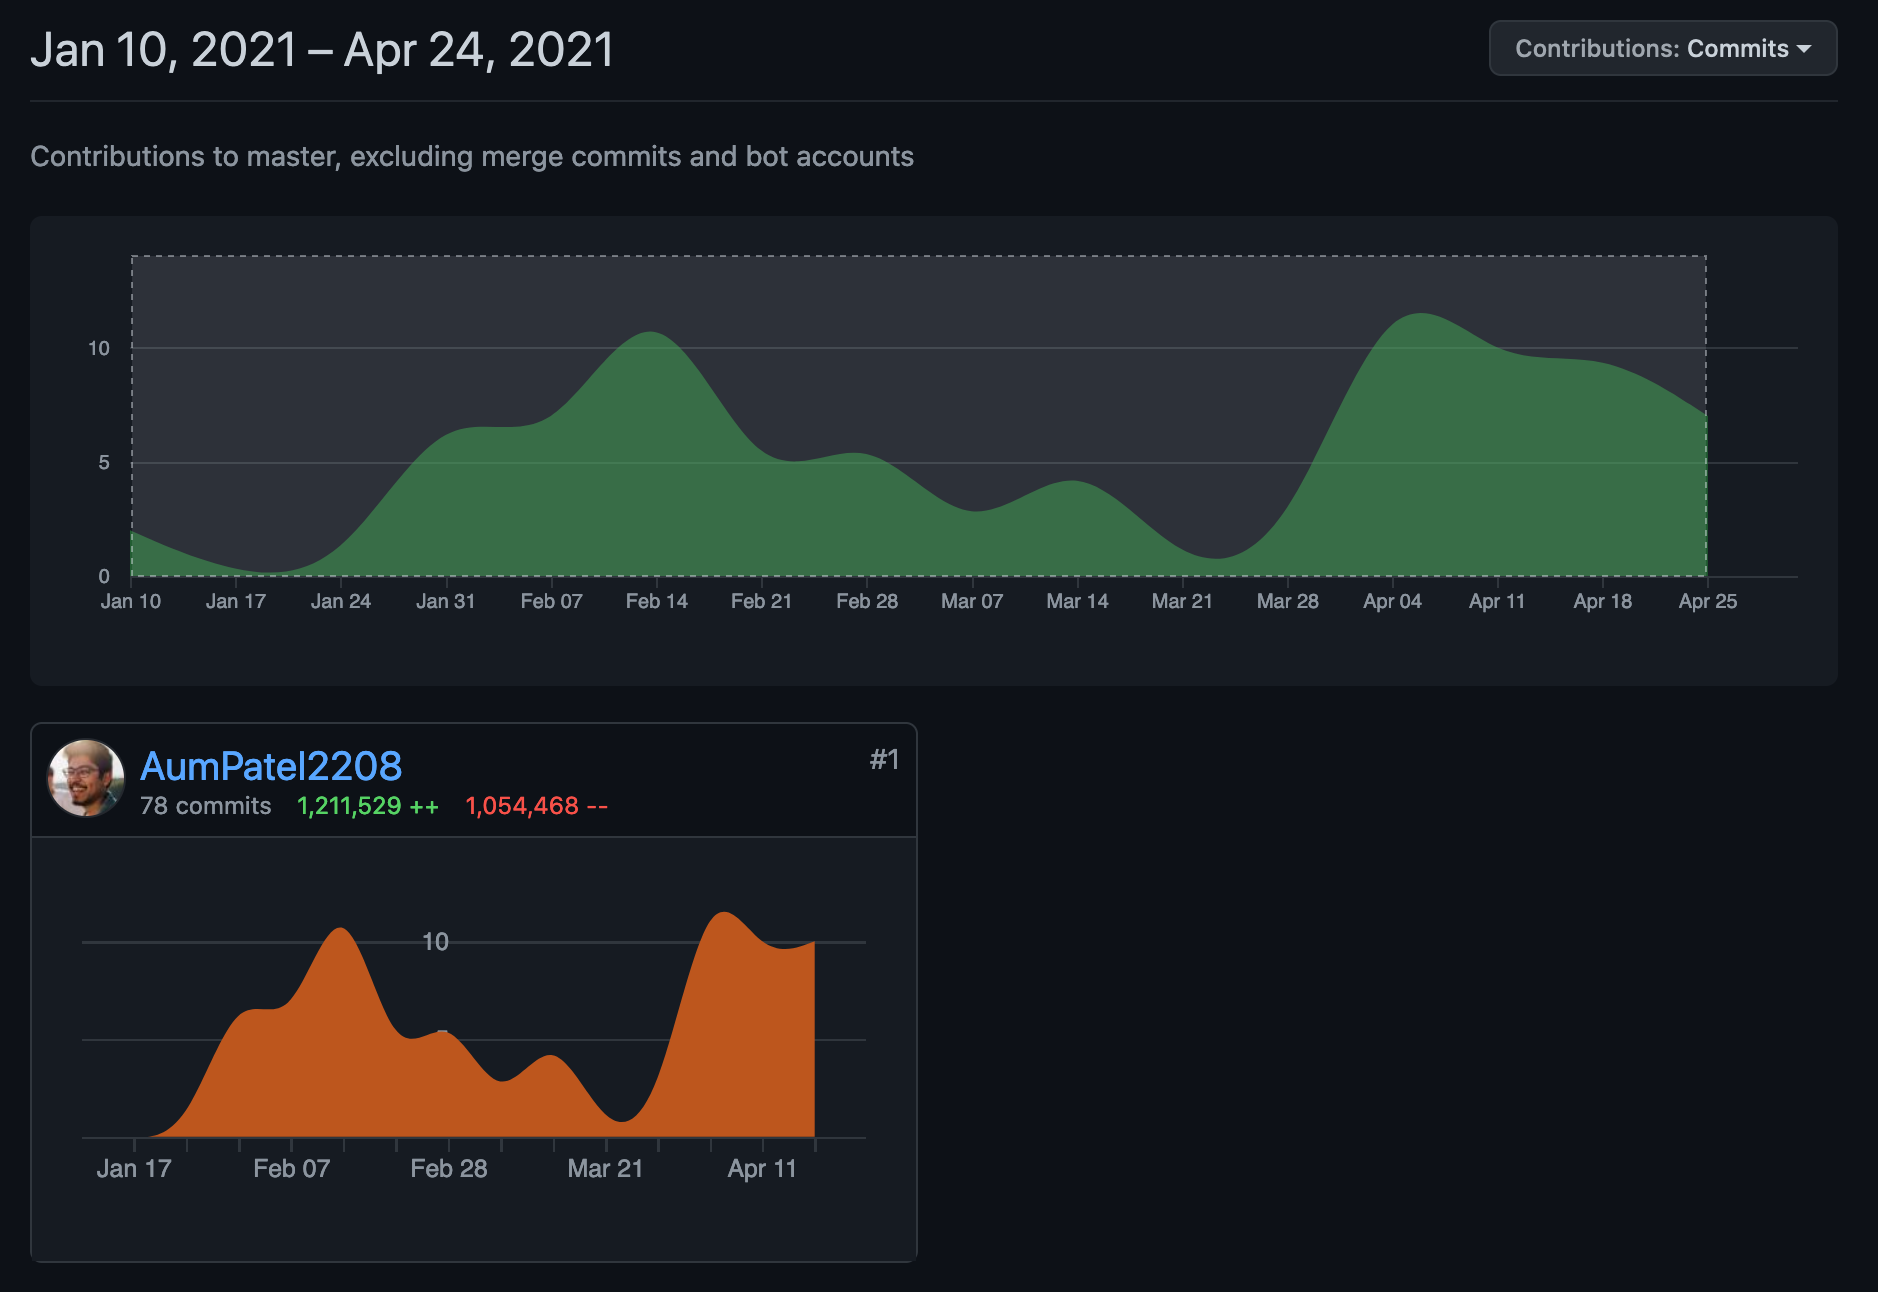 Jan 10, 2021 – Apr 24, 2021
Contributions: Commits
Contributions to master, excluding merge commits and bot accounts
10
5
0
Jan 10 Jan 17 Jan 24 Jan 31 Feb 07 Feb 14 Feb 21 Feb 28 Mar 07 Mar 14 Mar 21 Mar 28 Apr 04 Apr 11 Apr 18 Apr 25
AumPatel2208 #1
78 commits 1,211,529 ++ 1,054,468 --
10
Jan 17 Feb 07 Feb 28 Mar 21 Apr 11